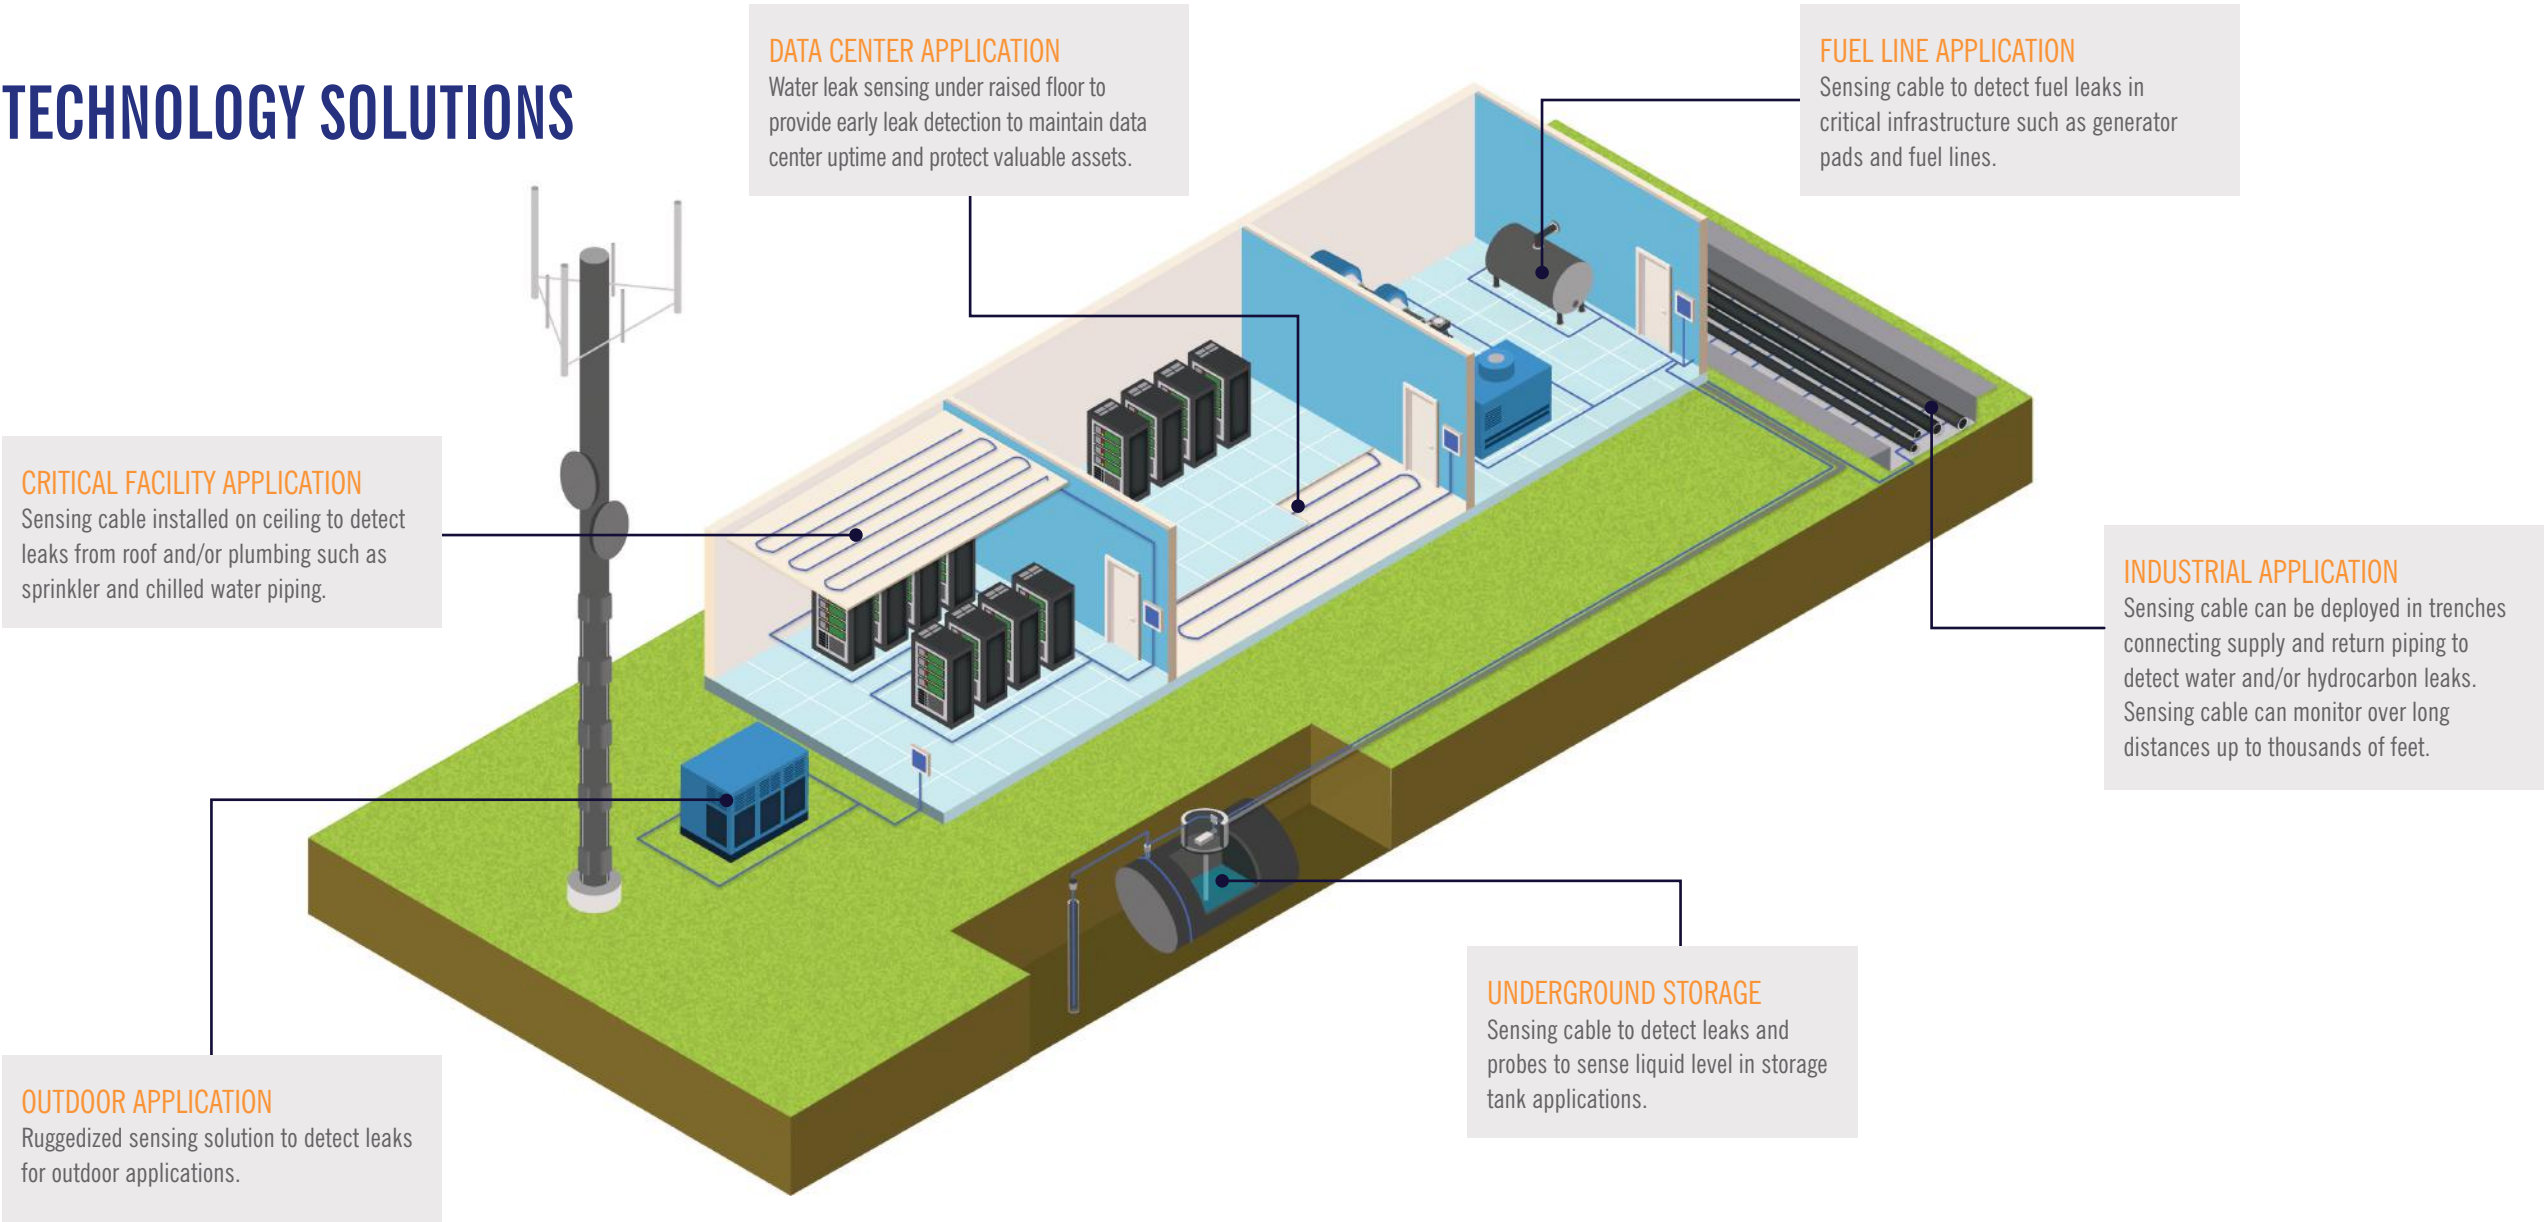 TECHNOLOGY SOLUTIONS
DATA CENTER APPLICATION
Water leak sensing under raised floor to
provide early leak detection to maintain data
center uptime and protect valuable assets.
FUEL LINE APPLICATION
Sensing cable to detect fuel leaks in
critical infrastructure such as generator
pads and fuel lines.
CRITICAL FACILITY APPLICATION
Sensing cable installed on ceiling to detect
leaks from roof and/or plumbing such as
sprinkler and chilled water piping.
INDUSTRIAL APPLICATION
Sensing cable can be deployed in trenches
connecting supply and return piping to
detect water and/or hydrocarbon leaks.
Sensing cable can monitor over long
distances up to thousands of feet.
UNDERGROUND STORAGE
Sensing cable to detect leaks and
probes to sense liquid level in storage
tank applications.
OUTDOOR APPLICATION
Ruggedized sensing solution to detect leaks
for outdoor applications.